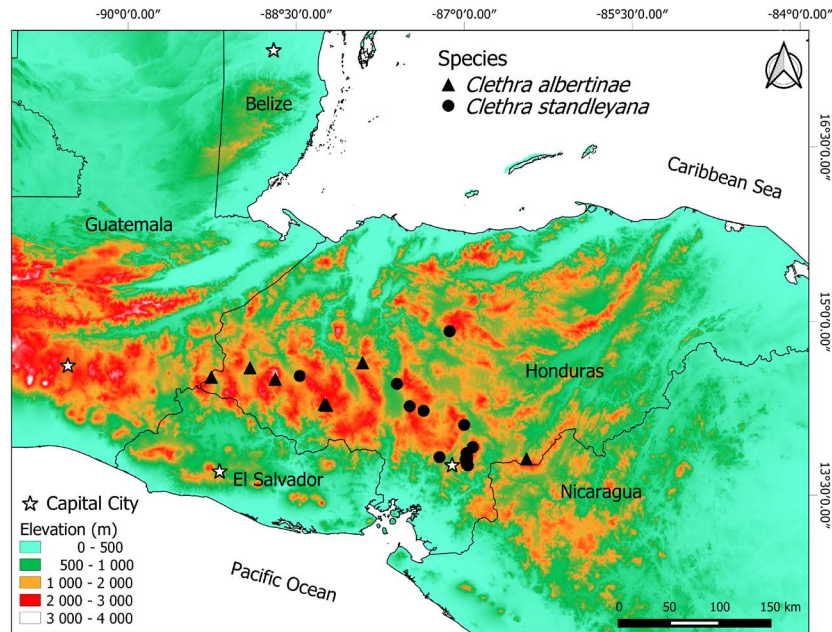 -90°0'0.00" -88°30'0.00" -87°0'0.00" -85°30'0.00" -84°0'0.00"
Species
Clethra albertinae
Clethra standleyana
Belize
16°30'0.00"
Caribbean Sea
Guatemala
15°0'0.00"
Honduras
El Salvador
Nicaragua
13°30'0.00"
Capital City
Elevation (m)
0 - 500
500 - 1 000
1 000 - 2 000
2 000 - 3 000
3 000 - 4 000
Pacific Ocean
0 50 100 150 km